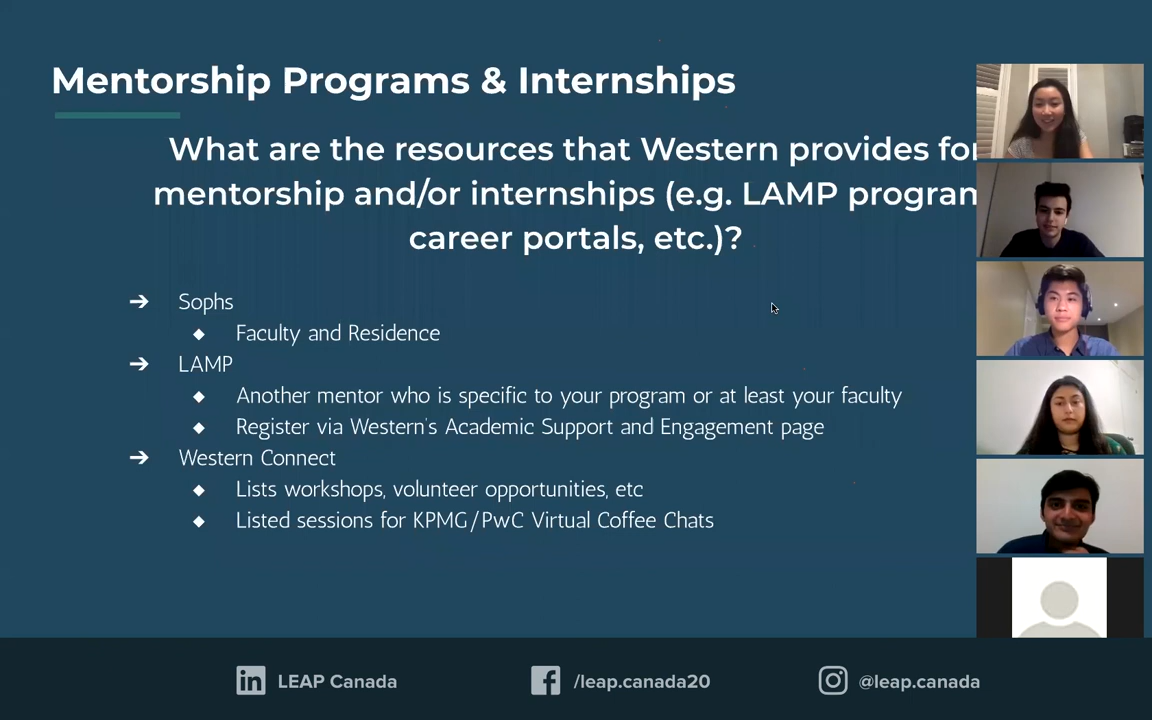 Mentorship Programs & Internships
What are the resources that Western provides for
mentorship and/or internships (e.g. LAMP program
career portals, etc.)?
➔ Sophs
◆ Faculty and Residence
➔ LAMP
◆ Another mentor who is specific to your program or at least your faculty
◆ Register via Western's Academic Support and Engagement page
➔ Western Connect
◆ Lists workshops, volunteer opportunities, etc
◆ Listed sessions for KPMG/PwC Virtual Coffee Chats
in LEAP Canada
/leap.canada20
@leap.canada